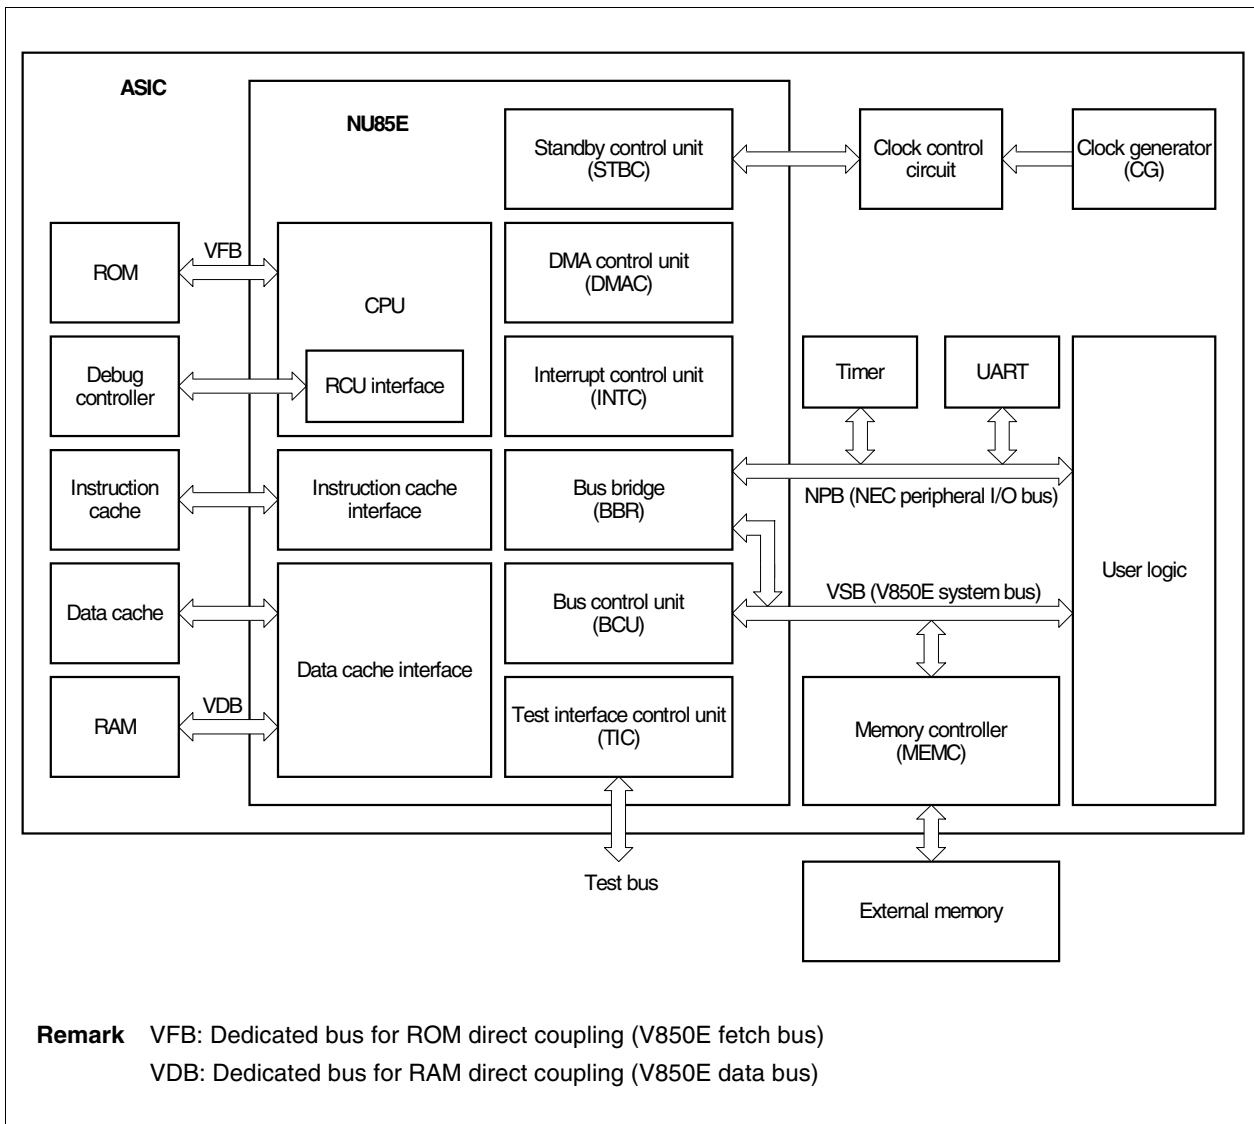 ASIC
NU85E
Standby control unit
(STBC)
Clock control
circuit
Clock generator
(CG)
ROM
VFB
CPU
DMA control unit
(DMAC)
Debug
controller
RCU interface
Interrupt control unit
(INTC)
Timer
UART
Instruction
cache
Instruction cache
interface
Bus bridge
(BBR)
NPB (NEC peripheral I/O bus)
User logic
Data cache
Bus control unit
(BCU)
VSB (V850E system bus)
Data cache interface
RAM
VDB
Test interface control unit
(TIC)
Memory controller
(MEMC)
Test bus
External memory
Remark VFB: Dedicated bus for ROM direct coupling (V850E fetch bus)
VDB: Dedicated bus for RAM direct coupling (V850E data bus)